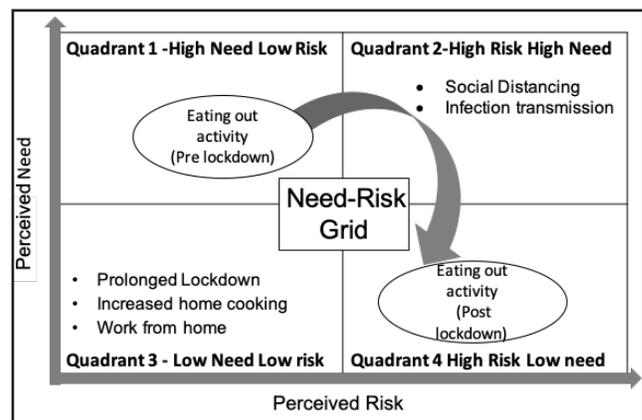 Quadrant 1 -High Need Low Risk
Eating out
activity
(Pre lockdown)
Quadrant 2-High Risk High Need
• Social Distancing
• Infection transmission
Need-Risk
Grid
• Prolonged Lockdown
• Increased home cooking
• Work from home
Quadrant 3 - Low Need Low risk
Eating out
activity
(Post
lockdown)
Quadrant 4 High Risk Low need
Perceived Need
Perceived Risk